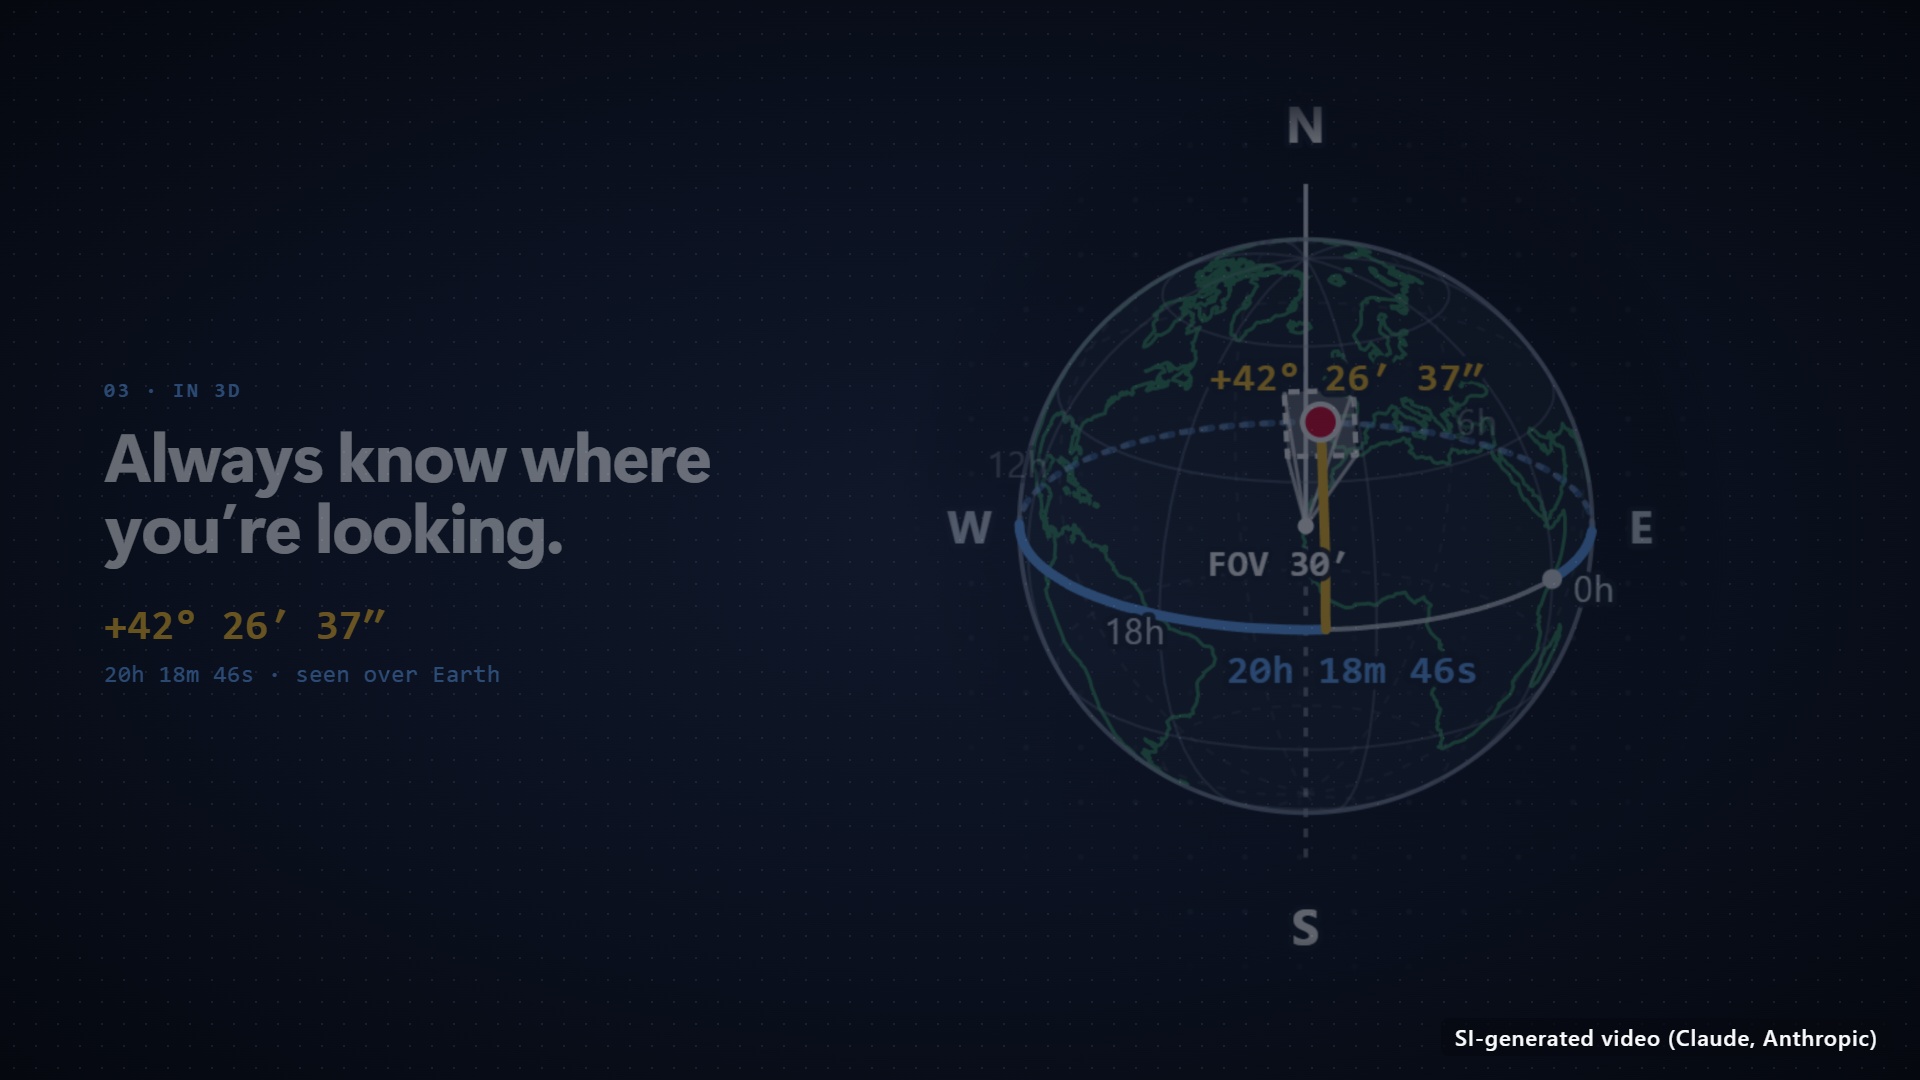 03 · IN 3D
Always know where
you’re looking.
+42° 26′ 37″
20h 18m 46s · seen over Earth
N
+42° 26′ 37″
6h
12h
W
E
FOV 30′
0h
18h
20h 18m 46s
S
SI-generated video (Claude, Anthropic)